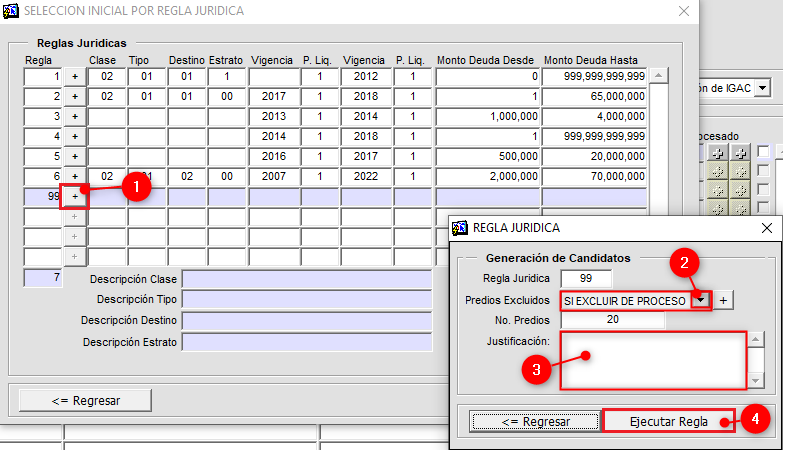 SELECCION INICIAL POR REGLA JURIDICA
Reglas Juridicas
Regla Clase Tipo Destino Estrato Vigencia P. Liq. Vigencia P. Liq. Monto Deuda Desde Monto Deuda Hasta
1 + 02 01 01 1 1 2012 1 0 999,999,999,999
2 + 02 01 01 00 2017 1 2018 1 1 65,000,000
3 + 2013 1 2014 1 1,000,000 4,000,000
4 + 2014 1 2018 1 1 999,999,999,999
5 + 2016 1 2017 1 500,000 20,000,000
6 + 02 01 02 00 2007 1 2022 1 2,000,000 70,000,000
99 +
1
+
+
+
7
Descripción Clase
Descripción Tipo
Descripción Destino
Descripción Estrato
<= Regresar
ón de IGAC
ocesado
REGLA JURIDICA
Generación de Candidatos
Regla Juridica 99
2
Predios Excluidos SI EXCLUIR DE PROCESO +
No. Predios 20
Justificación:
3
<= Regresar Ejecutar Regla
4